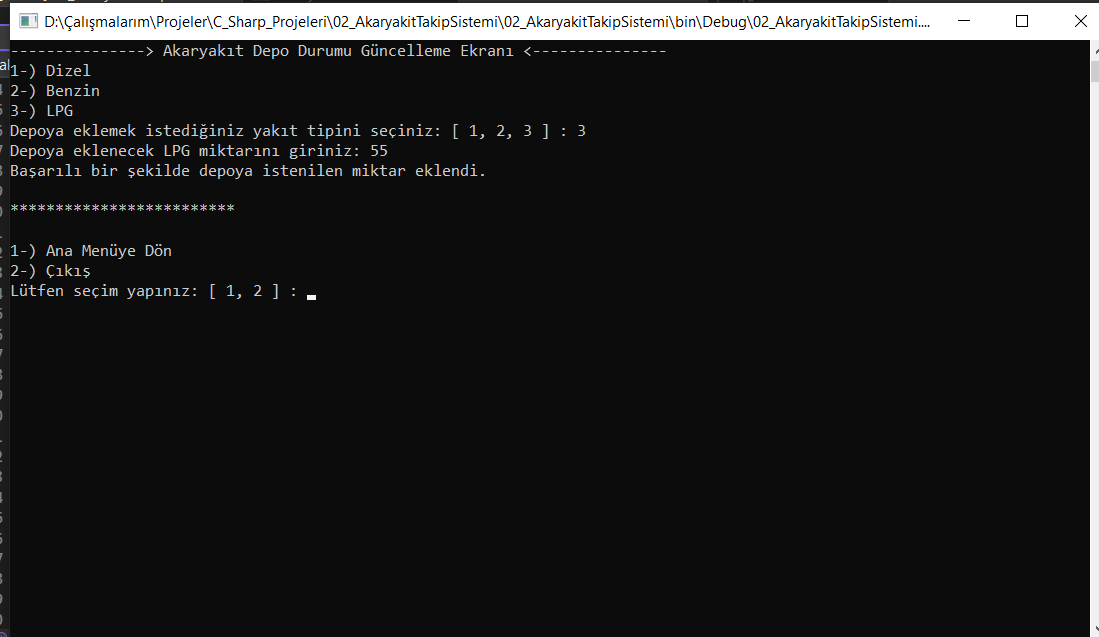 D:\Çalışmalarım\Projeler\C_Sharp_Projeleri\02_AkaryakitTakipSistemi\02_AkaryakitTakipSistemi\bin\Debug\02_AkaryakitTakipSistemi....
---------------> Akaryakıt Depo Durumu Güncelleme Ekranı <---------------
1-) Dizel
2-) Benzin
3-) LPG
Depoya eklemek istediğiniz yakıt tipini seçiniz: [ 1, 2, 3 ] : 3
Depoya eklenecek LPG miktarını giriniz: 55
Başarılı bir şekilde depoya istenilen miktar eklendi.
*************************
1-) Ana Menüye Dön
2-) Çıkış
Lütfen seçim yapınız: [ 1, 2 ] :